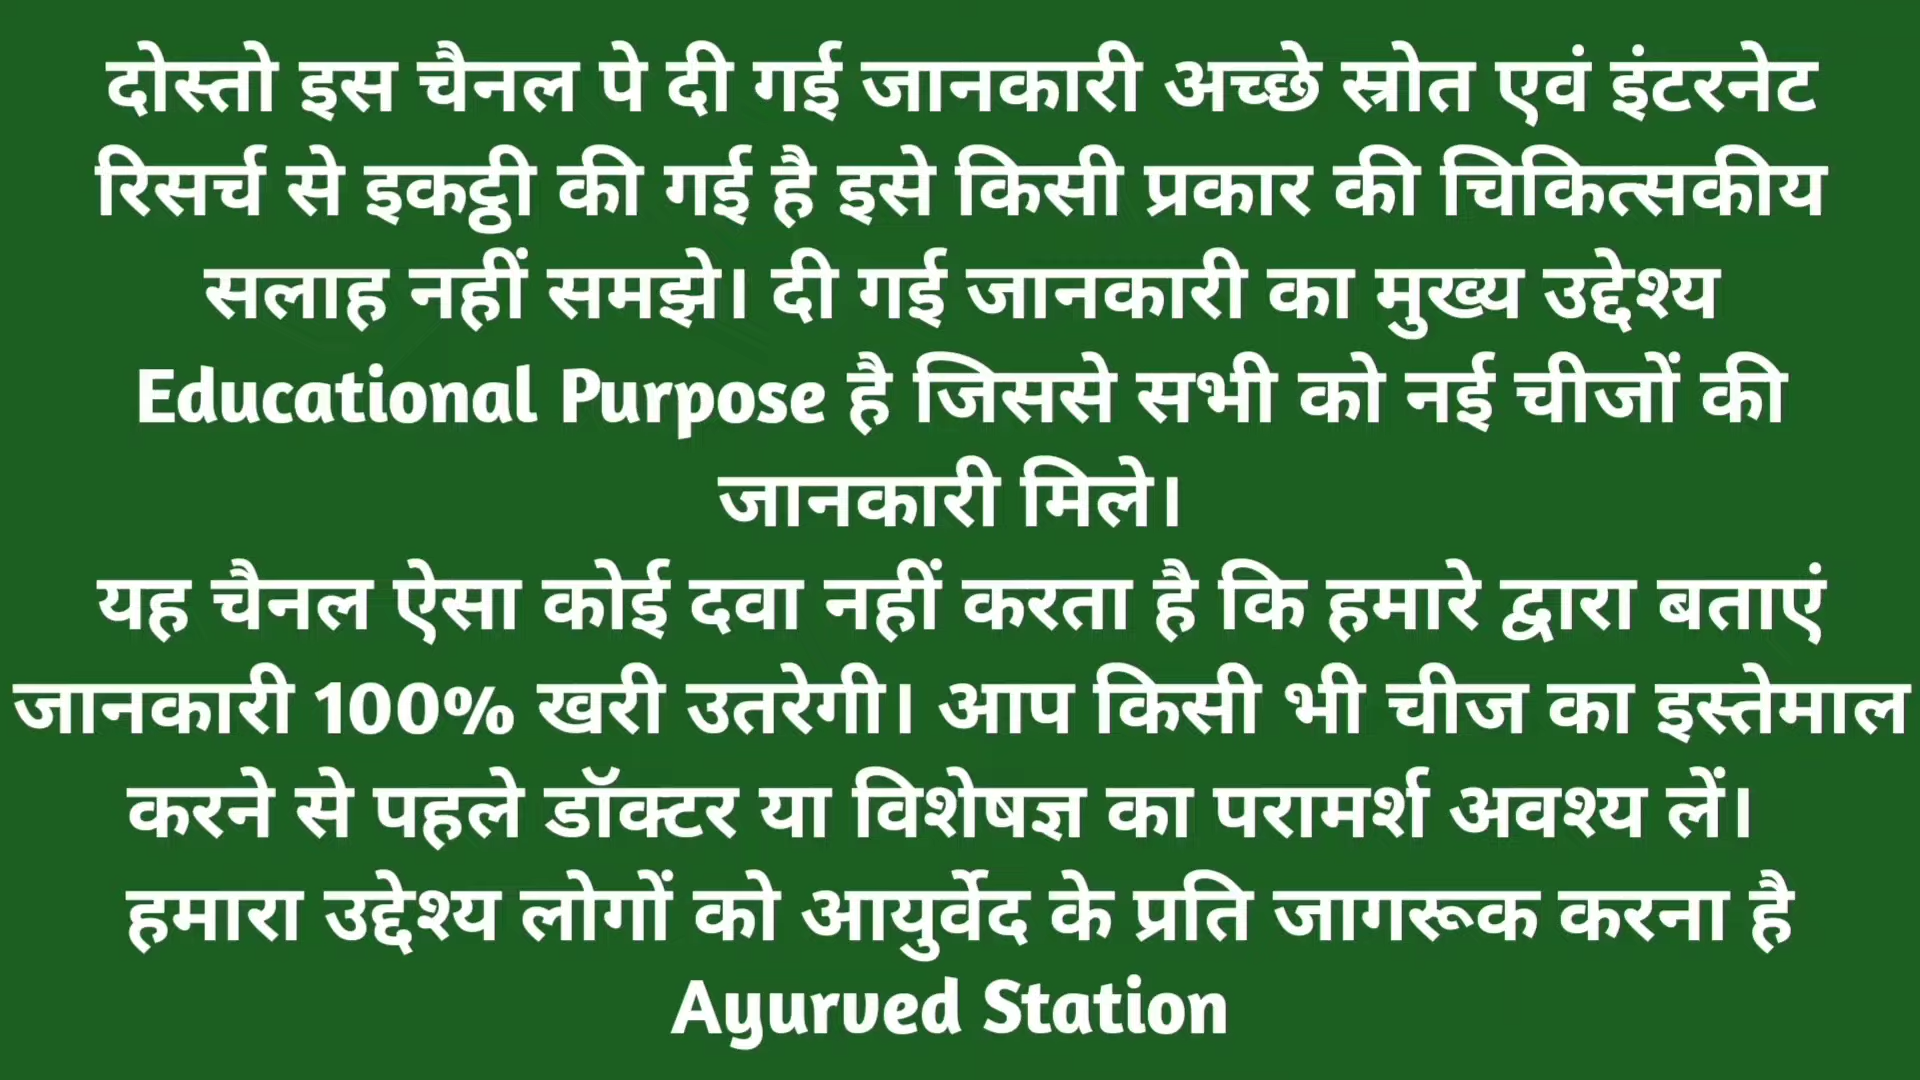 दोस्तो इस चैनल पे दी गई जानकारी अच्छे स्रोत एवं इंटरनेट
रिसर्च से इकट्ठी की गई है इसे किसी प्रकार की चिकित्सकीय
सलाह नहीं समझे। दी गई जानकारी का मुख्य उद्देश्य
Educational Purpose है जिससे सभी को नई चीजों की
जानकारी मिले।
यह चैनल ऐसा कोई दवा नहीं करता है कि हमारे द्वारा बताएं
जानकारी 100% खरी उतरेगी। आप किसी भी चीज का इस्तेमाल
करने से पहले डॉक्टर या विशेषज्ञ का परामर्श अवश्य लें।
हमारा उद्देश्य लोगों को आयुर्वेद के प्रति जागरूक करना है
Ayurved Station